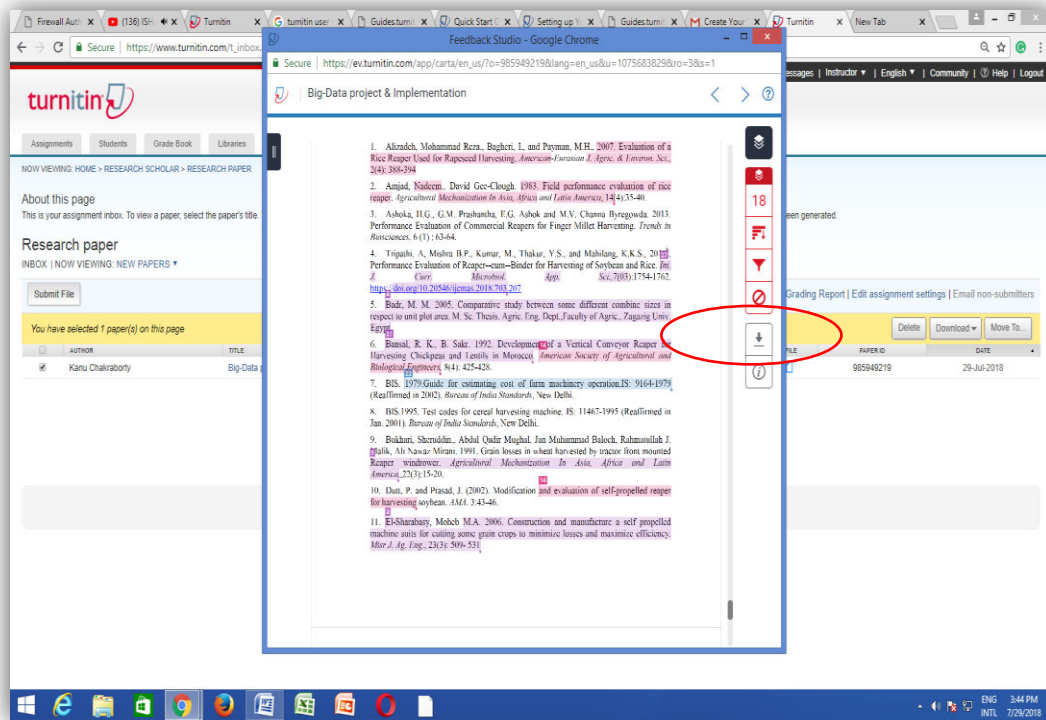 Firewall Auth
(136) ISH
Turnitin
turnitin user
Guides.turnit
Quick Start G
Setting up Y
Guides.turnit
Create Your
Turnitin
New Tab
Secure | https://www.turnitin.com/t_inbox.
Feedback Studio - Google Chrome
Secure | https://ev.turnitin.com/app/carta/en_us/?o=985949219&lang=en_us&u=1075683829&ro=3&s=1
essages | Instructor ▾ | English ▾ | Community | Help | Logout
turnitin
Big-Data project & Implementation
Assignments Students Grade Book Libraries
NOW VIEWING: HOME > RESEARCH SCHOLAR > RESEARCH PAPER
About this page
This is your assignment inbox. To view a paper, select the paper's title.
een generated.
Research paper
INBOX | NOW VIEWING: NEW PAPERS ▾
Submit File
Grading Report | Edit assignment settings | Email non-submitters
You have selected 1 paper(s) on this page
Delete Download ▾ Move To...
AUTHOR TITLE FILE PAPER ID DATE
Kanu Chakraborty Big-Data p 985949219 29-Jul-2018
1. Alizadeh, Mohammad Reza., Bagheri, I., and Payman, M.H., 2007. Evaluation of a
Rice Reaper Used for Rapeseed Harvesting. American-Eurasian J. Agric. & Environ. Sci.,
2(4): 388-394
2. Amjad, Nadeem., David Gee-Clough. 1983. Field performance evaluation of rice
reaper. Agricultural Mechanization In Asia, Africa and Latin America, 14(4):35-40.
3. Ashoka, H.G., G.M. Prashantha, E.G. Ashok and M.V. Channa Byregowda. 2013.
Performance Evaluation of Commercial Reapers for Finger Millet Harvesting. Trends in
Biosciences. 6 (1) : 63-64.
4. Tripathi, A, Mishra B.P., Kumar, M., Thakur, Y.S., and Mahilang, K.K.S., 20
Performance Evaluation of Reaper--cum--Binder for Harvesting of Soybean and Rice. Int.
J. Curr. Microbiol. App. Sci.,7(03):1754-1762.
https://doi.org/10.20546/ijcmas.2018.703.207
5. Badr, M. M. 2005. Comparative study between some different combine sizes in
respect to unit plot area. M. Sc. Thesis. Agric. Eng. Dept.,Faculty of Agric., Zagazig Univ.
Egypt.
6. Bansal, R. K., B. Sakr. 1992. Development of a Vertical Conveyor Reaper for
Harvesting Chickpeas and Lentils in Morocco. American Society of Agricultural and
Biological Engineers. 8(4): 425-428.
22
7. BIS. 1979.Guide for estimating cost of farm machinery operation.IS: 9164-1979
(Reaffirmed in 2002). Bureau of India Standards, New Delhi.
8. BIS.1995. Test codes for cereal harvesting machine. IS: 11467-1995 (Reaffirmed in
Jan. 2001). Bureau of India Standards, New Delhi.
9. Bukhari, Sheruddin., Abdul Qadir Mughal. Jan Muhammad Baloch, Rahmatullah J.
Malik, Ali Nawaz Mirani. 1991. Grain losses in wheat harvested by tractor front mounted
Reaper windrower. Agricultural Mechanization In Asia, Africa and Latin
America.,22(3):15-20.
14
10. Dutt, P. and Prasad, J. (2002). Modification and evaluation of self-propelled reaper
for harvesting soybean. AMA. 3:43-46.
11. El-Sharabasy, Moheb M.A. 2006. Construction and manufacture a self propelled
machine suits for cutting some grain crops to minimize losses and maximize efficiency.
Misr J. Ag. Eng., 23(3): 509- 531
18
ENG 3:44 PM
INTL 7/29/2018